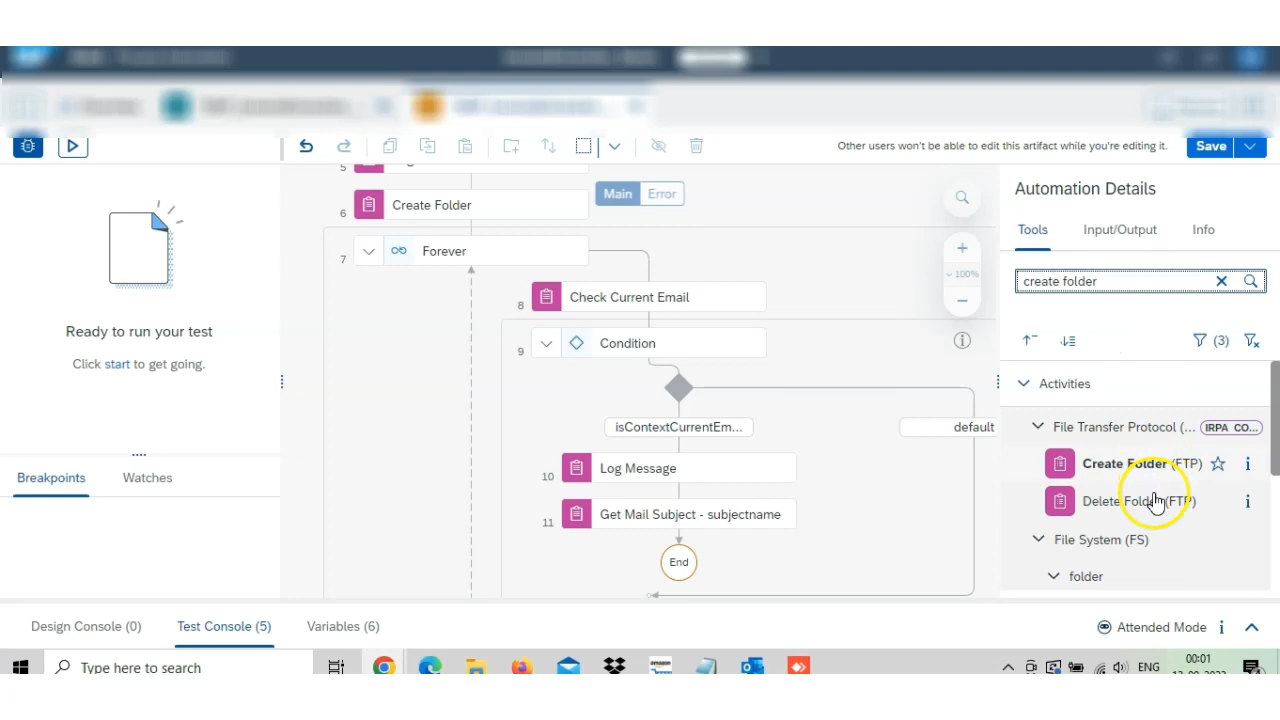 Other users won't be able to edit this artifact while you're editing it.
Save
5
6
Create Folder
Main
Error
7
Forever
8
Check Current Email
9
Condition
isContextCurrentEm...
default
10
Log Message
11
Get Mail Subject - subjectname
End
100%
Ready to run your test
Click start to get going.
Breakpoints
Watches
Automation Details
Tools
Input/Output
Info
create folder
(3)
Activities
File Transfer Protocol (...
IRPA CO...
Create Folder (FTP)
Delete Folder (FTP)
File System (FS)
folder
Design Console (0)
Test Console (5)
Variables (6)
Attended Mode
Type here to search
amazon
ENG
00:01